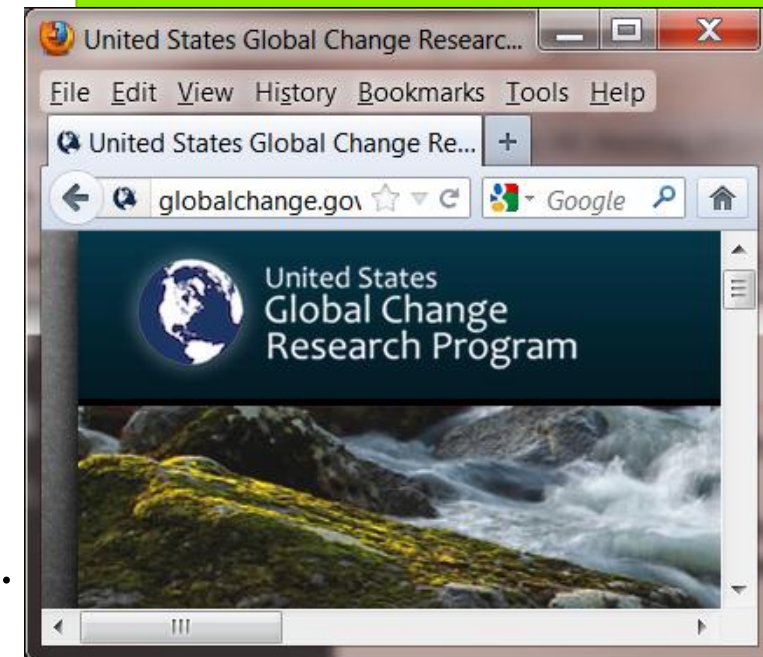 United States Global Change Researc...
File Edit View History Bookmarks Tools Help
United States Global Change Re... +
globalchange.gov Google
United States
Global Change
Research Program